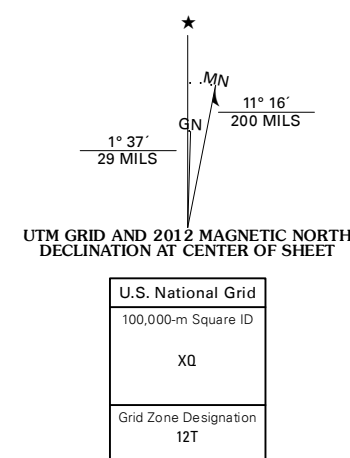 ★
MN
11° 16´
200 MILS
GN
1° 37´
29 MILS
UTM GRID AND 2012 MAGNETIC NORTH
DECLINATION AT CENTER OF SHEET
U.S. National Grid
100,000-m Square ID
XQ
Grid Zone Designation
12T